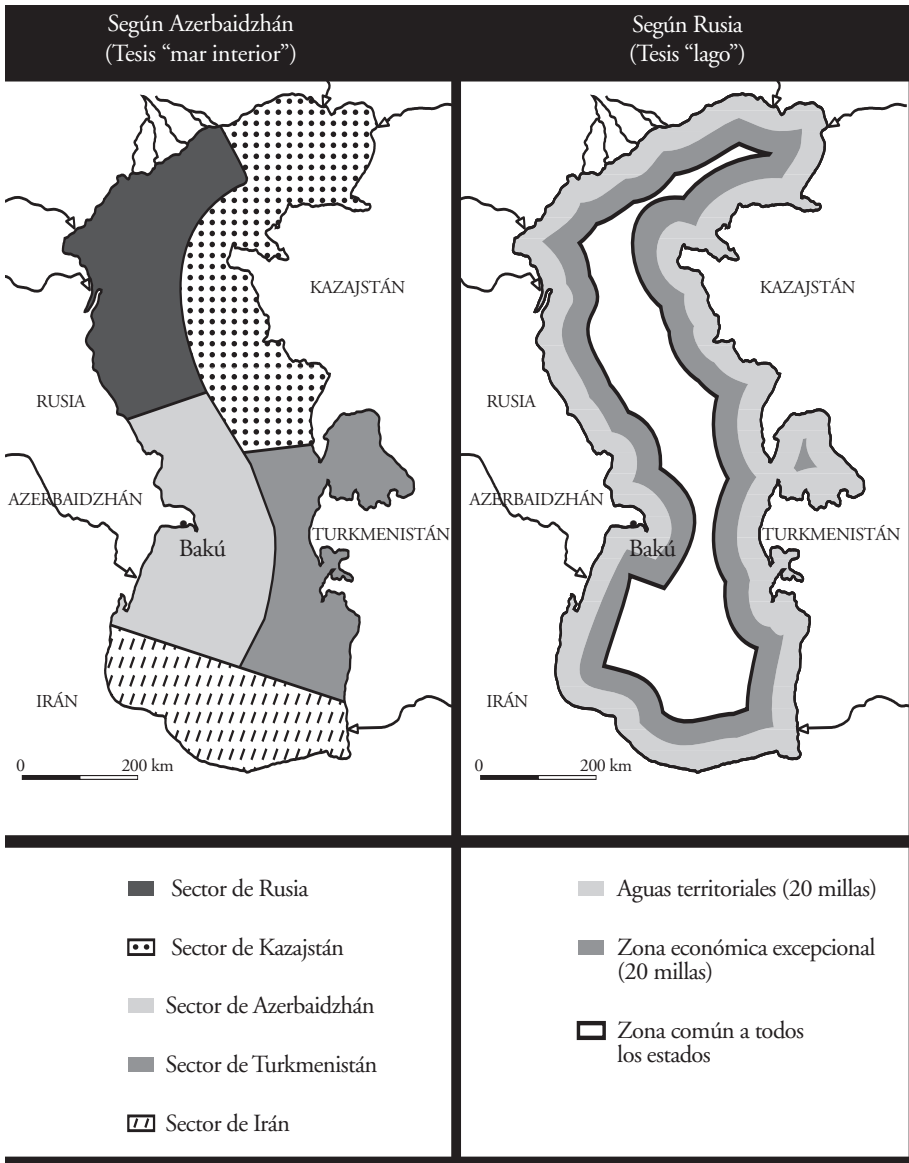 Según Azerbaidzhán
(Tesis “mar interior”)
KAZAJSTÁN
RUSIA
AZERBAIDZHÁN
TURKMENISTÁN
Bakú
IRÁN
0 200 km
Sector de Rusia
Sector de Kazajstán
Sector de Azerbaidzhán
Sector de Turkmenistán
Sector de Irán
Según Rusia
(Tesis “lago”)
KAZAJSTÁN
RUSIA
AZERBAIDZHÁN
TURKMENISTÁN
Bakú
IRÁN
0 200 km
Aguas territoriales (20 millas)
Zona económica excepcional
(20 millas)
Zona común a todos
los estados